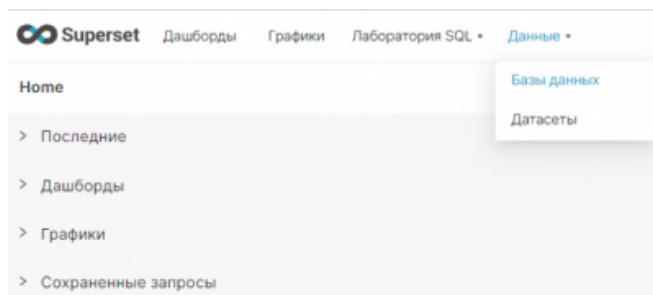 Superset Дашборды Графики Лаборатория SQL Данные
Базы данных
Home
Датасеты
> Последние
> Дашборды
> Графики
> Сохраненные запросы